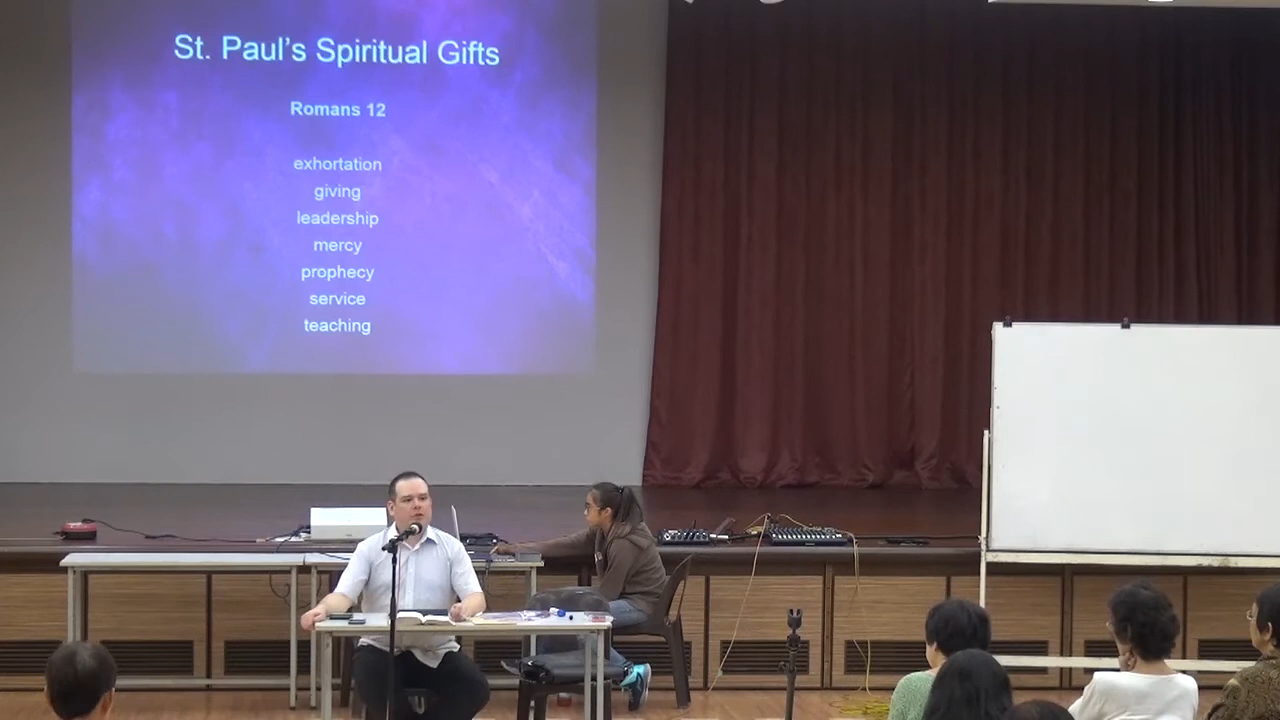 St. Paul’s Spiritual Gifts
Romans 12
exhortation
giving
leadership
mercy
prophecy
service
teaching